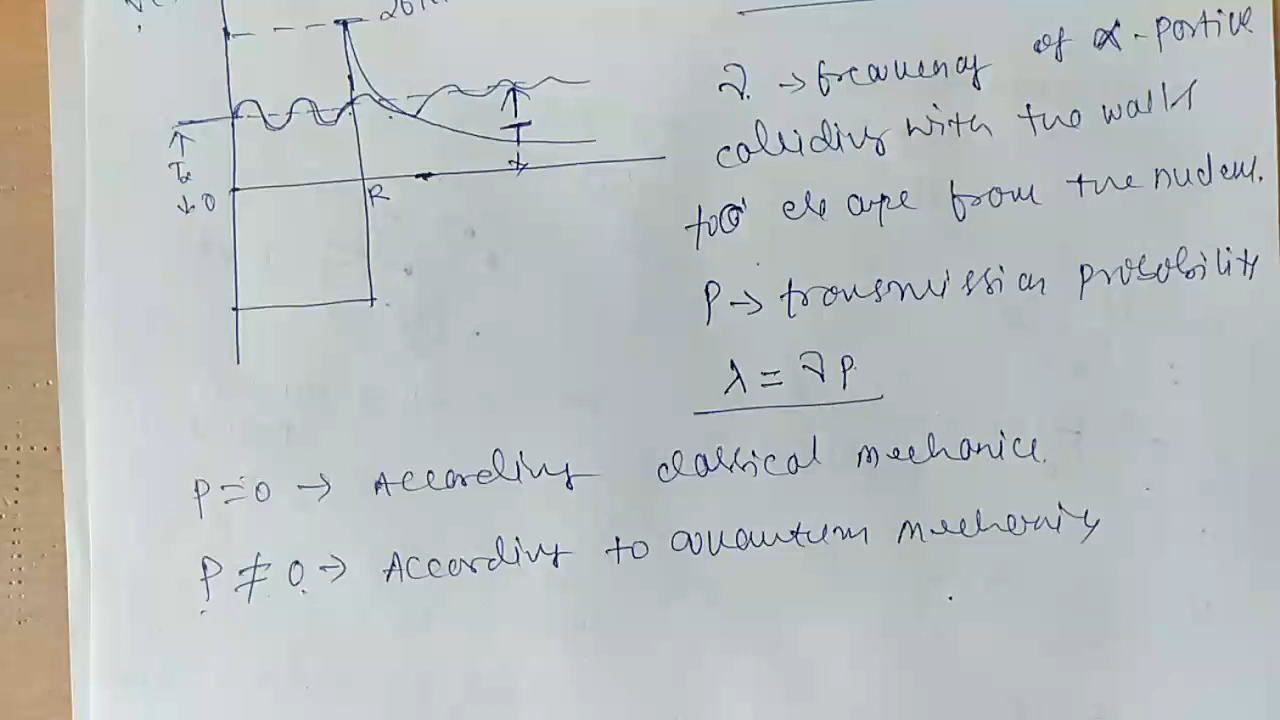 0
R
ν → frequency of α-particle
colliding with the walls
to escape from the nucleus.
P → transmission probability
λ = νP
P = 0 → According classical mechanics.
P ≠ 0 → According to quantum mechanics